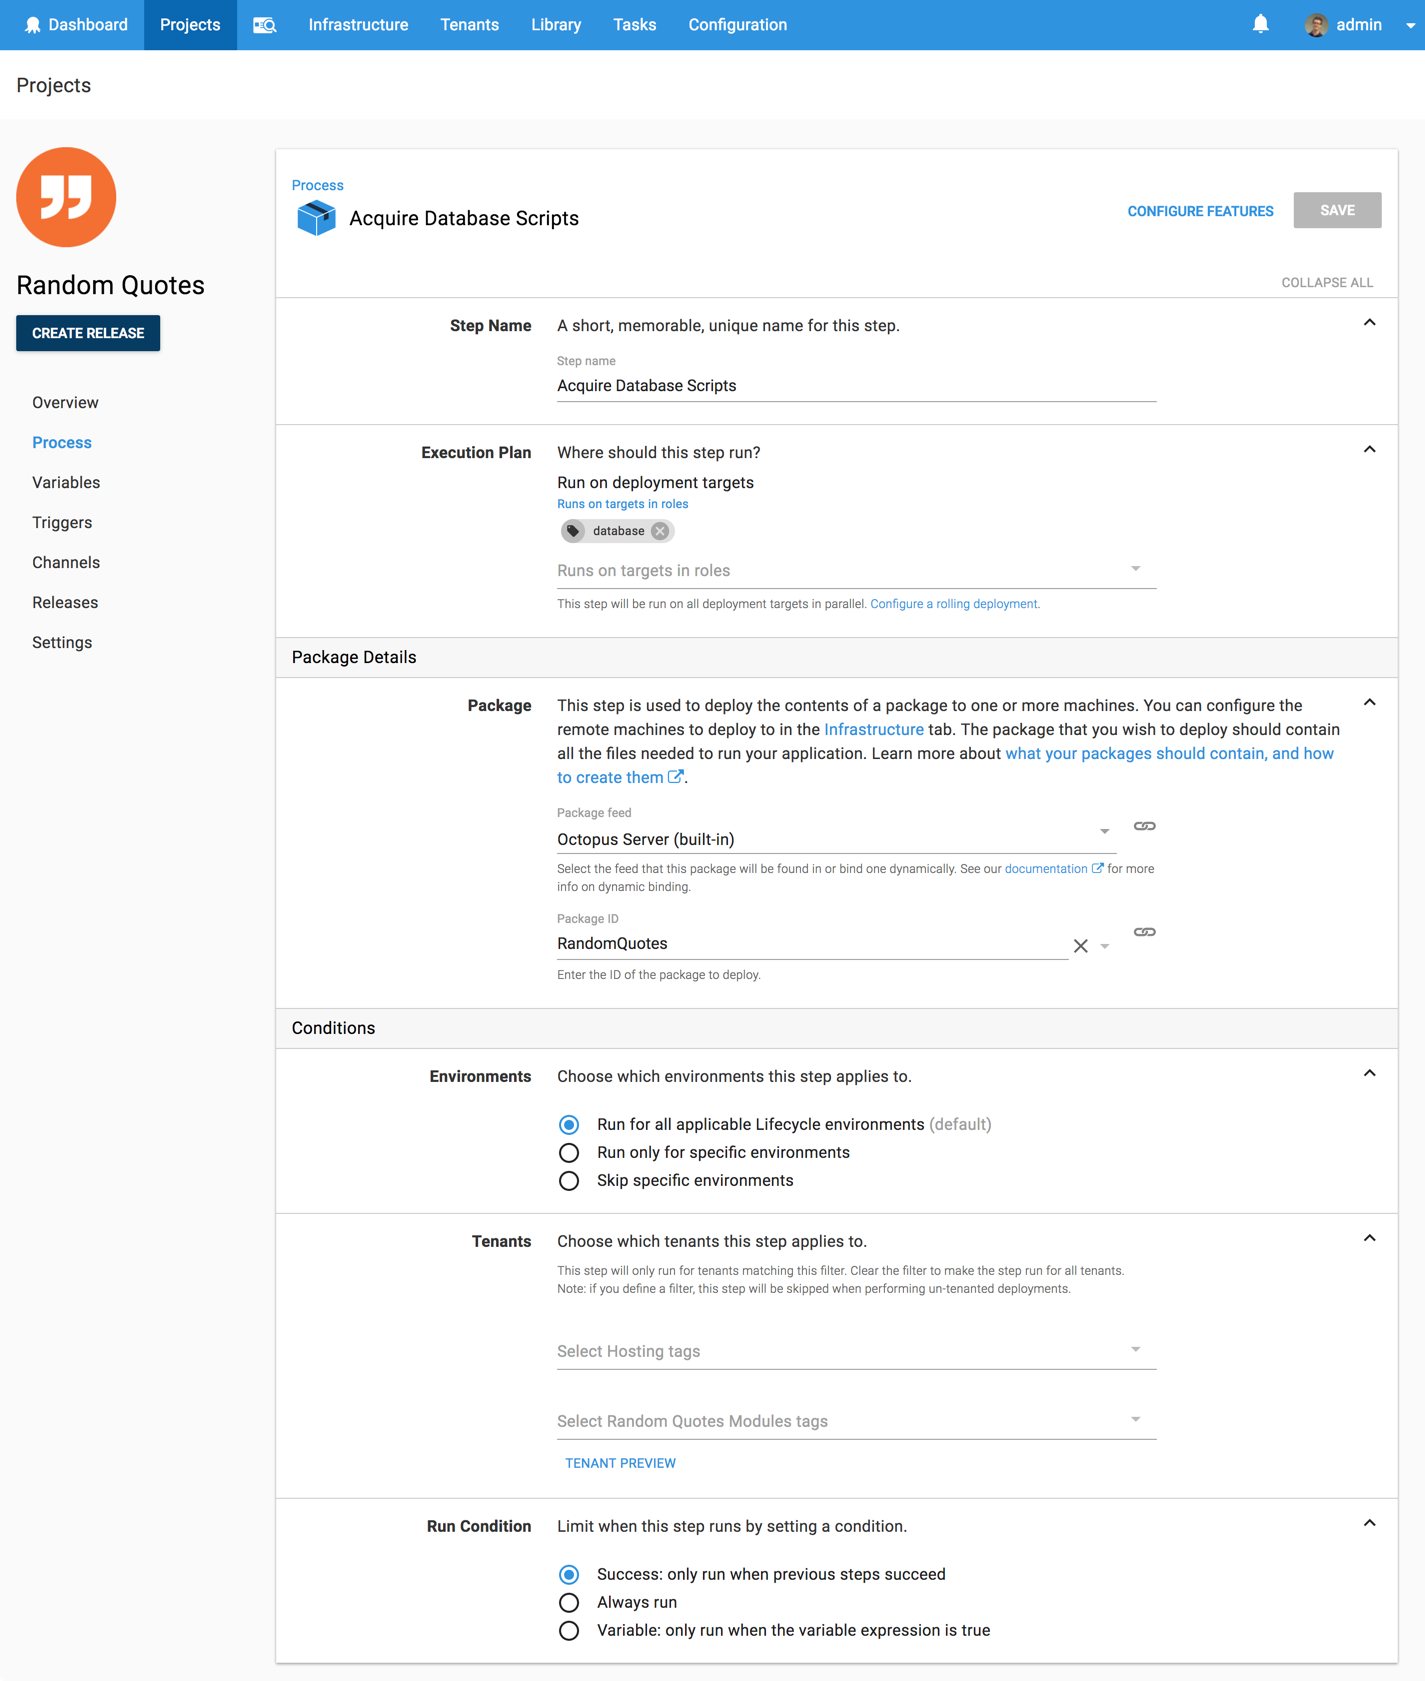 Dashboard
Projects
Infrastructure
Tenants
Library
Tasks
Configuration
admin
Projects
Random Quotes
CREATE RELEASE
Overview
Process
Variables
Triggers
Channels
Releases
Settings
Process
Acquire Database Scripts
CONFIGURE FEATURES
SAVE
COLLAPSE ALL
Step Name
A short, memorable, unique name for this step.
Step name
Acquire Database Scripts
Execution Plan
Where should this step run?
Run on deployment targets
Runs on targets in roles
database
Runs on targets in roles
This step will be run on all deployment targets in parallel. Configure a rolling deployment.
Package Details
Package
This step is used to deploy the contents of a package to one or more machines. You can configure the
remote machines to deploy to in the Infrastructure tab. The package that you wish to deploy should contain
all the files needed to run your application. Learn more about what your packages should contain, and how
to create them.
Package feed
Octopus Server (built-in)
Select the feed that this package will be found in or bind one dynamically. See our documentation for more
info on dynamic binding.
Package ID
RandomQuotes
Enter the ID of the package to deploy.
Conditions
Environments
Choose which environments this step applies to.
Run for all applicable Lifecycle environments (default)
Run only for specific environments
Skip specific environments
Tenants
Choose which tenants this step applies to.
This step will only run for tenants matching this filter. Clear the filter to make the step run for all tenants.
Note: if you define a filter, this step will be skipped when performing un-tenanted deployments.
Select Hosting tags
Select Random Quotes Modules tags
TENANT PREVIEW
Run Condition
Limit when this step runs by setting a condition.
Success: only run when previous steps succeed
Always run
Variable: only run when the variable expression is true